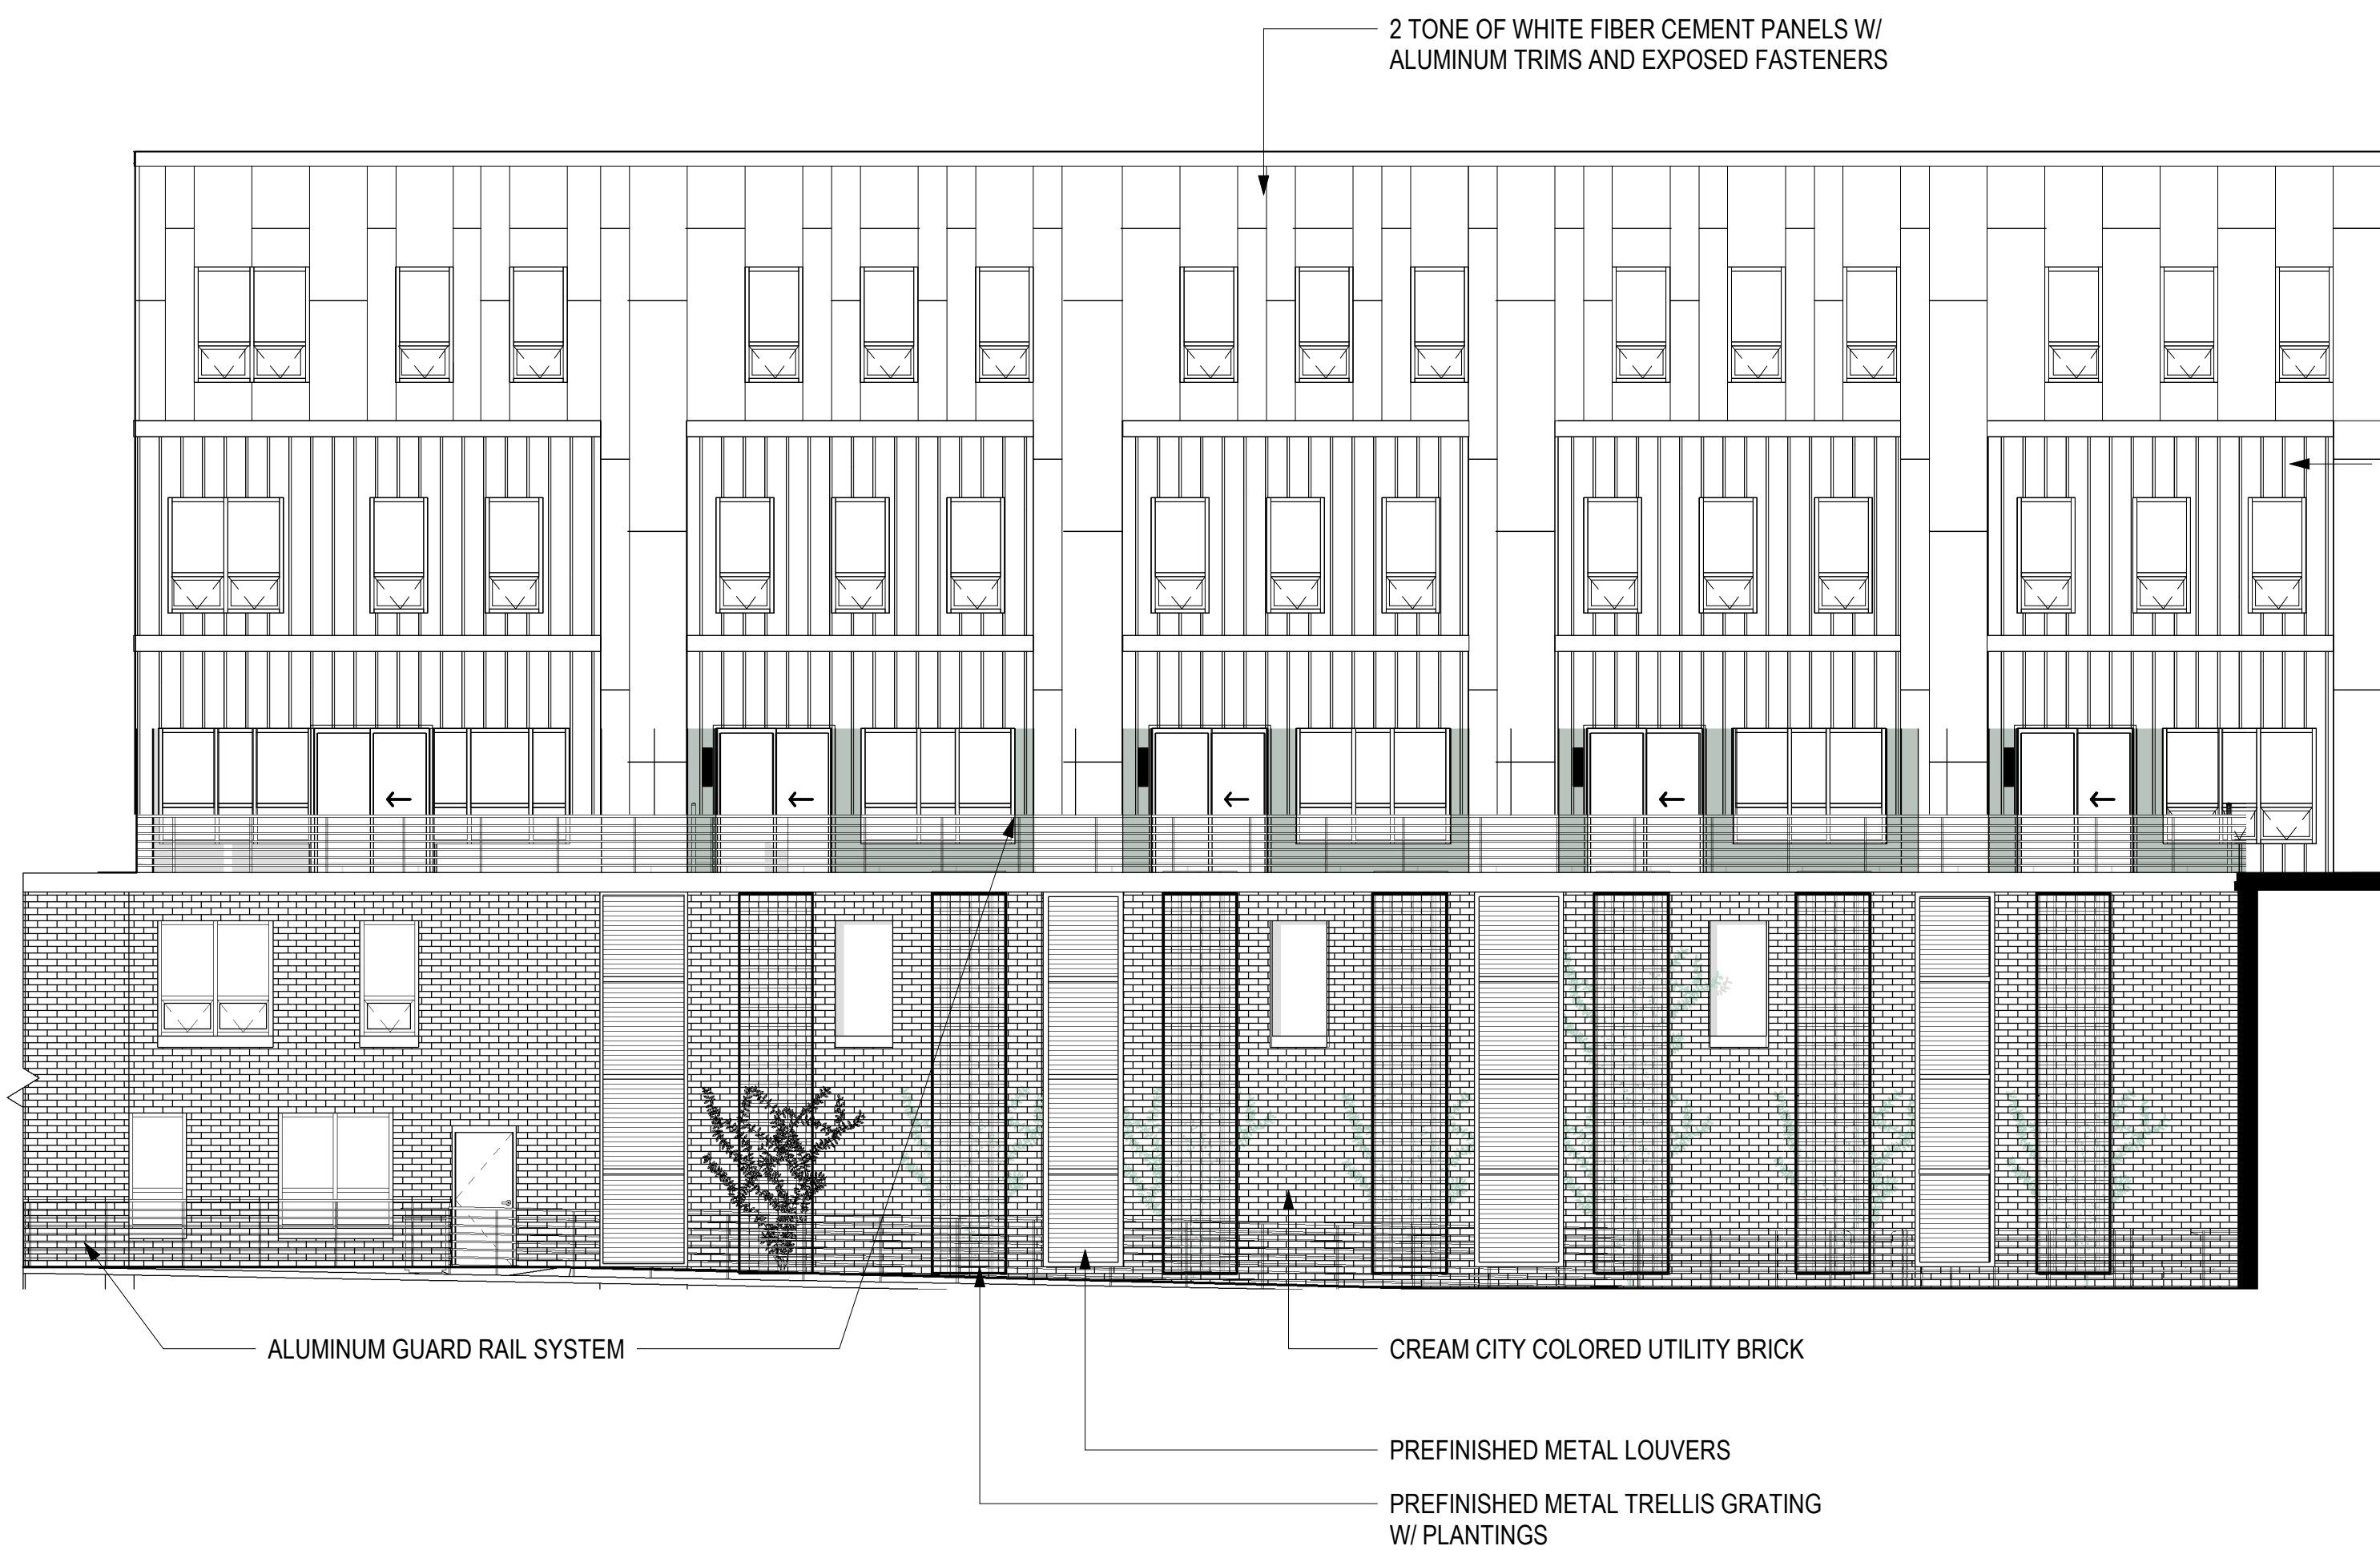 2 TONE OF WHITE FIBER CEMENT PANELS W/
ALUMINUM TRIMS AND EXPOSED FASTENERS
ALUMINUM GUARD RAIL SYSTEM
CREAM CITY COLORED UTILITY BRICK
PREFINISHED METAL LOUVERS
PREFINISHED METAL TRELLIS GRATING
W/ PLANTINGS